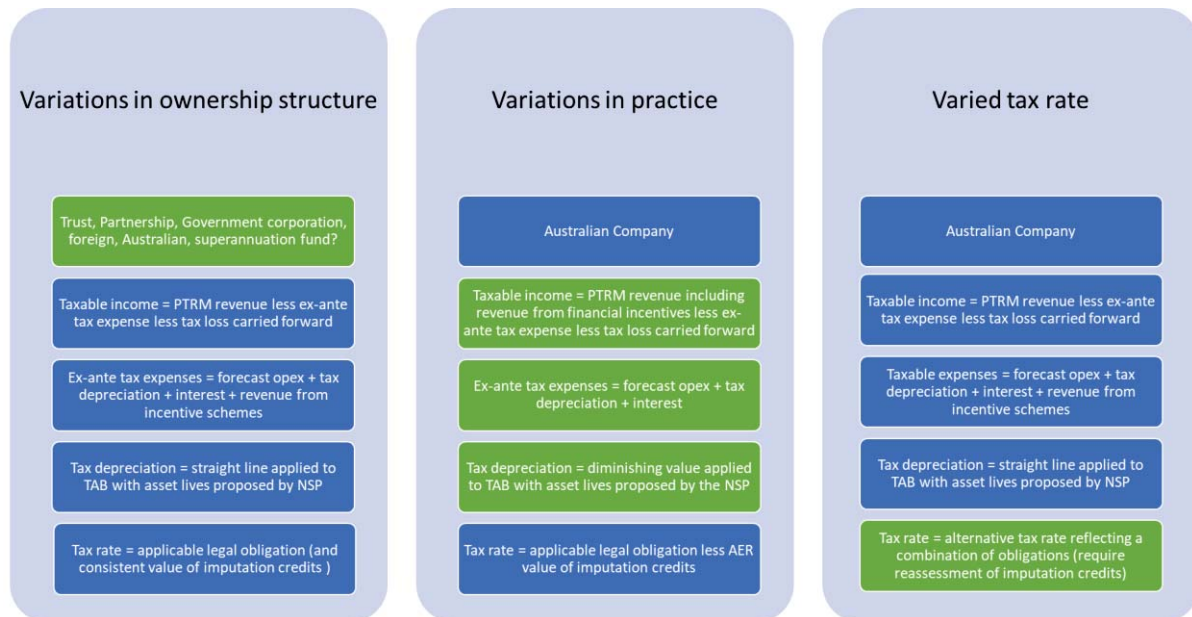 Variations in ownership structure
Trust, Partnership, Government corporation,
foreign, Australian, superannuation fund?
Taxable income = PTRM revenue less ex-ante
tax expense less tax loss carried forward
Ex-ante tax expenses = forecast opex + tax
depreciation + interest + revenue from
incentive schemes
Tax depreciation = straight line applied to
TAB with asset lives proposed by NSP
Tax rate = applicable legal obligation (and
consistent value of imputation credits )
Variations in practice
Australian Company
Taxable income = PTRM revenue including
revenue from financial incentives less ex-
ante tax expense less tax loss carried forward
Ex-ante tax expenses = forecast opex + tax
depreciation + interest
Tax depreciation = diminishing value applied
to TAB with asset lives proposed by the NSP
Tax rate = applicable legal obligation less AER
value of imputation credits
Varied tax rate
Australian Company
Taxable income = PTRM revenue less ex-ante
tax expense less tax loss carried forward
Taxable expenses = forecast opex + tax
depreciation + interest + revenue from
incentive schemes
Tax depreciation = straight line applied to
TAB with asset lives proposed by NSP
Tax rate = alternative tax rate reflecting a
combination of obligations (require
reassessment of imputation credits)